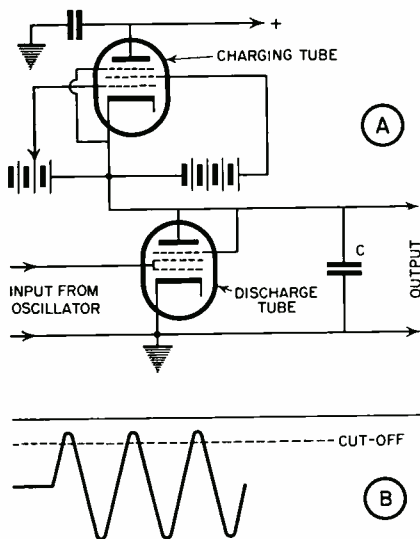 +
CHARGING TUBE
A
C
OUTPUT
INPUT FROM
OSCILLATOR
DISCHARGE
TUBE
CUT-OFF
B